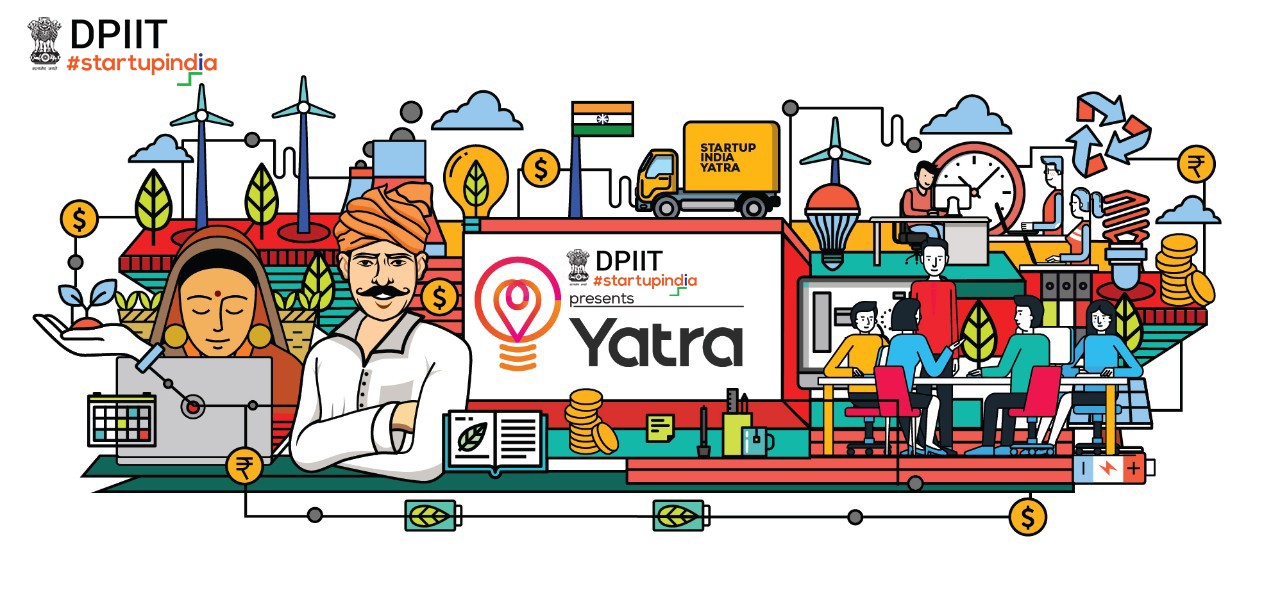 DPIIT
#startupindia
STARTUP
INDIA
YATRA
DPIIT
#startupindia
presents
Yatra